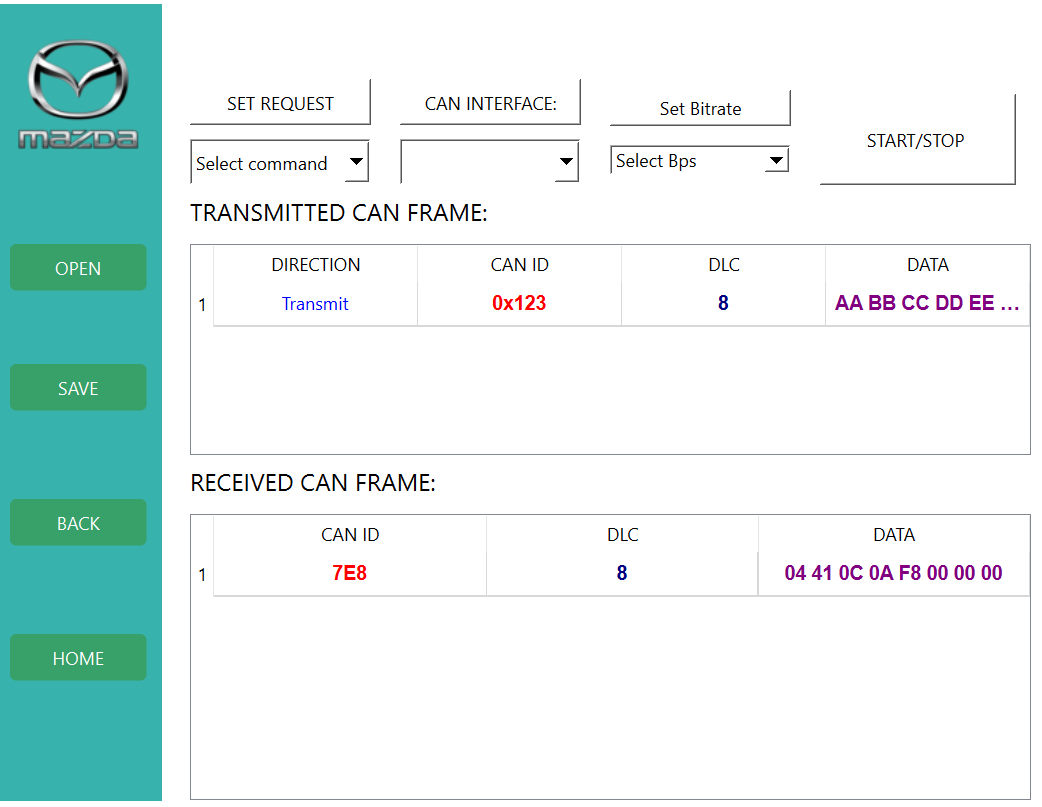 mazda
SET REQUEST
CAN INTERFACE:
Set Bitrate
START/STOP
Select command
Select Bps
TRANSMITTED CAN FRAME:
DIRECTION CAN ID DLC DATA
1 Transmit 0x123 8 AA BB CC DD EE ...
RECEIVED CAN FRAME:
CAN ID DLC DATA
1 7E8 8 04 41 0C 0A F8 00 00 00
OPEN
SAVE
BACK
HOME